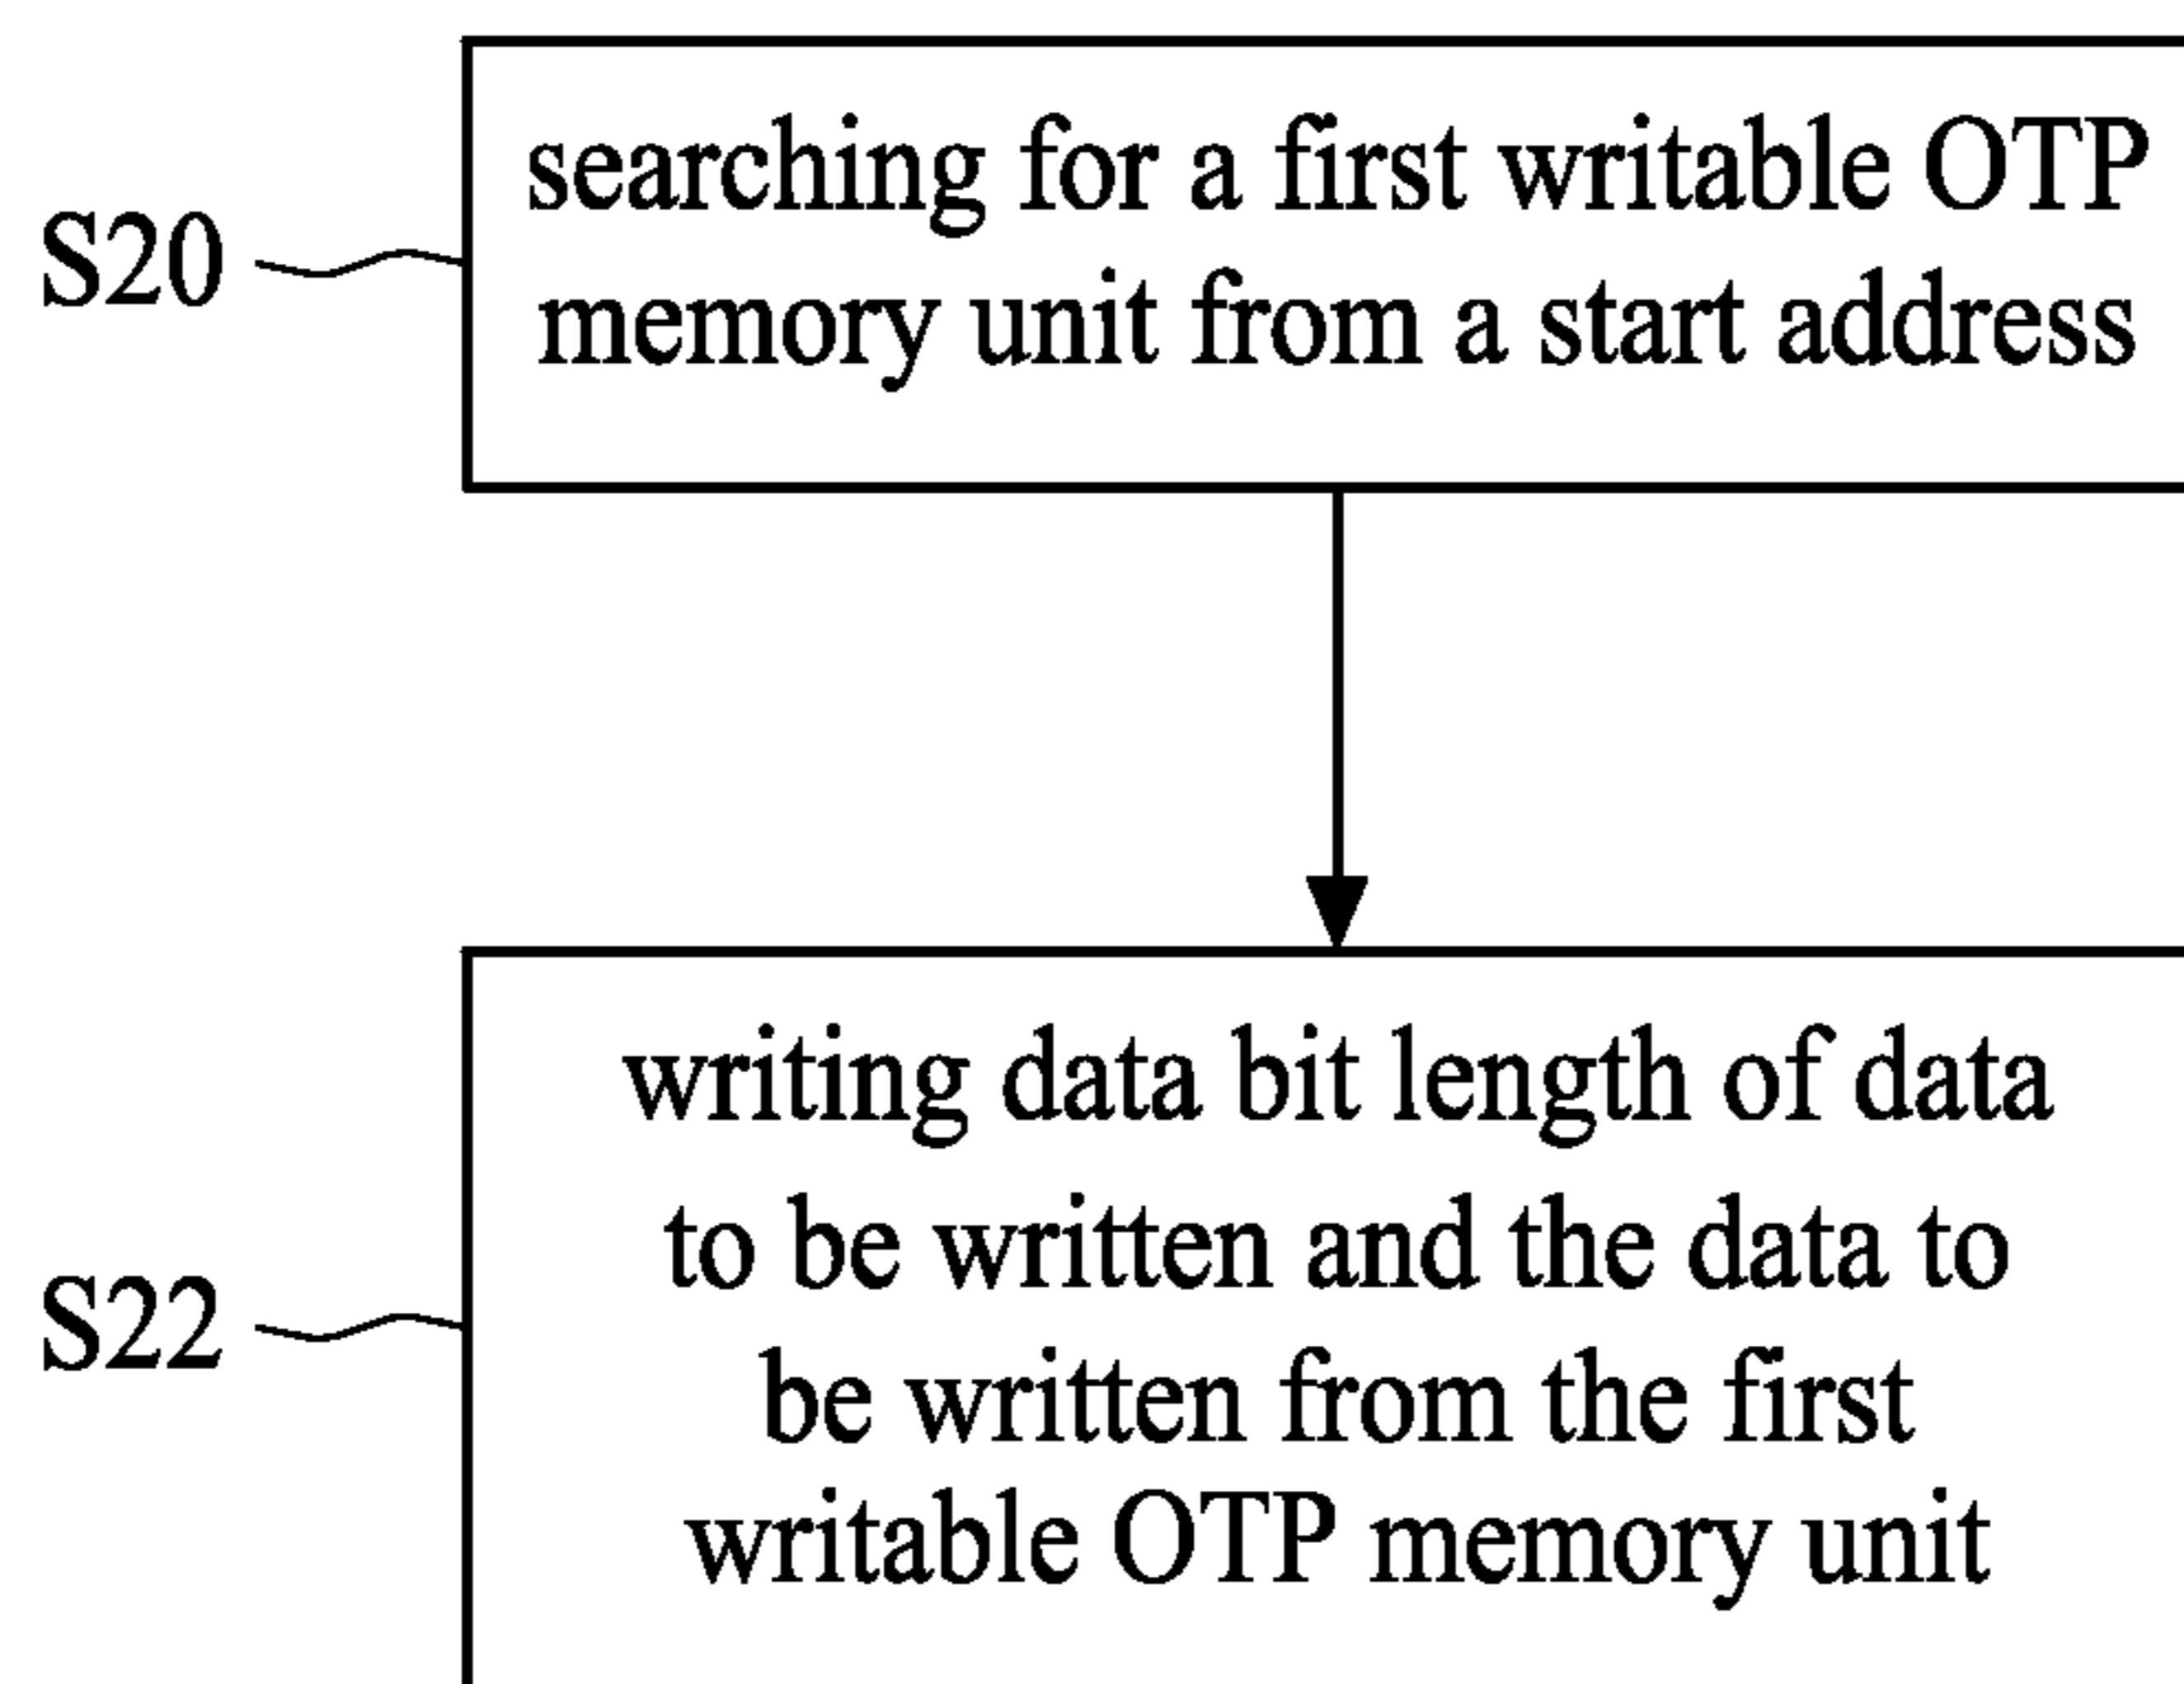 S20
searching for a first writable OTP
memory unit from a start address
S22
writing data bit length of data
to be written and the data to
be written from the first
writable OTP memory unit